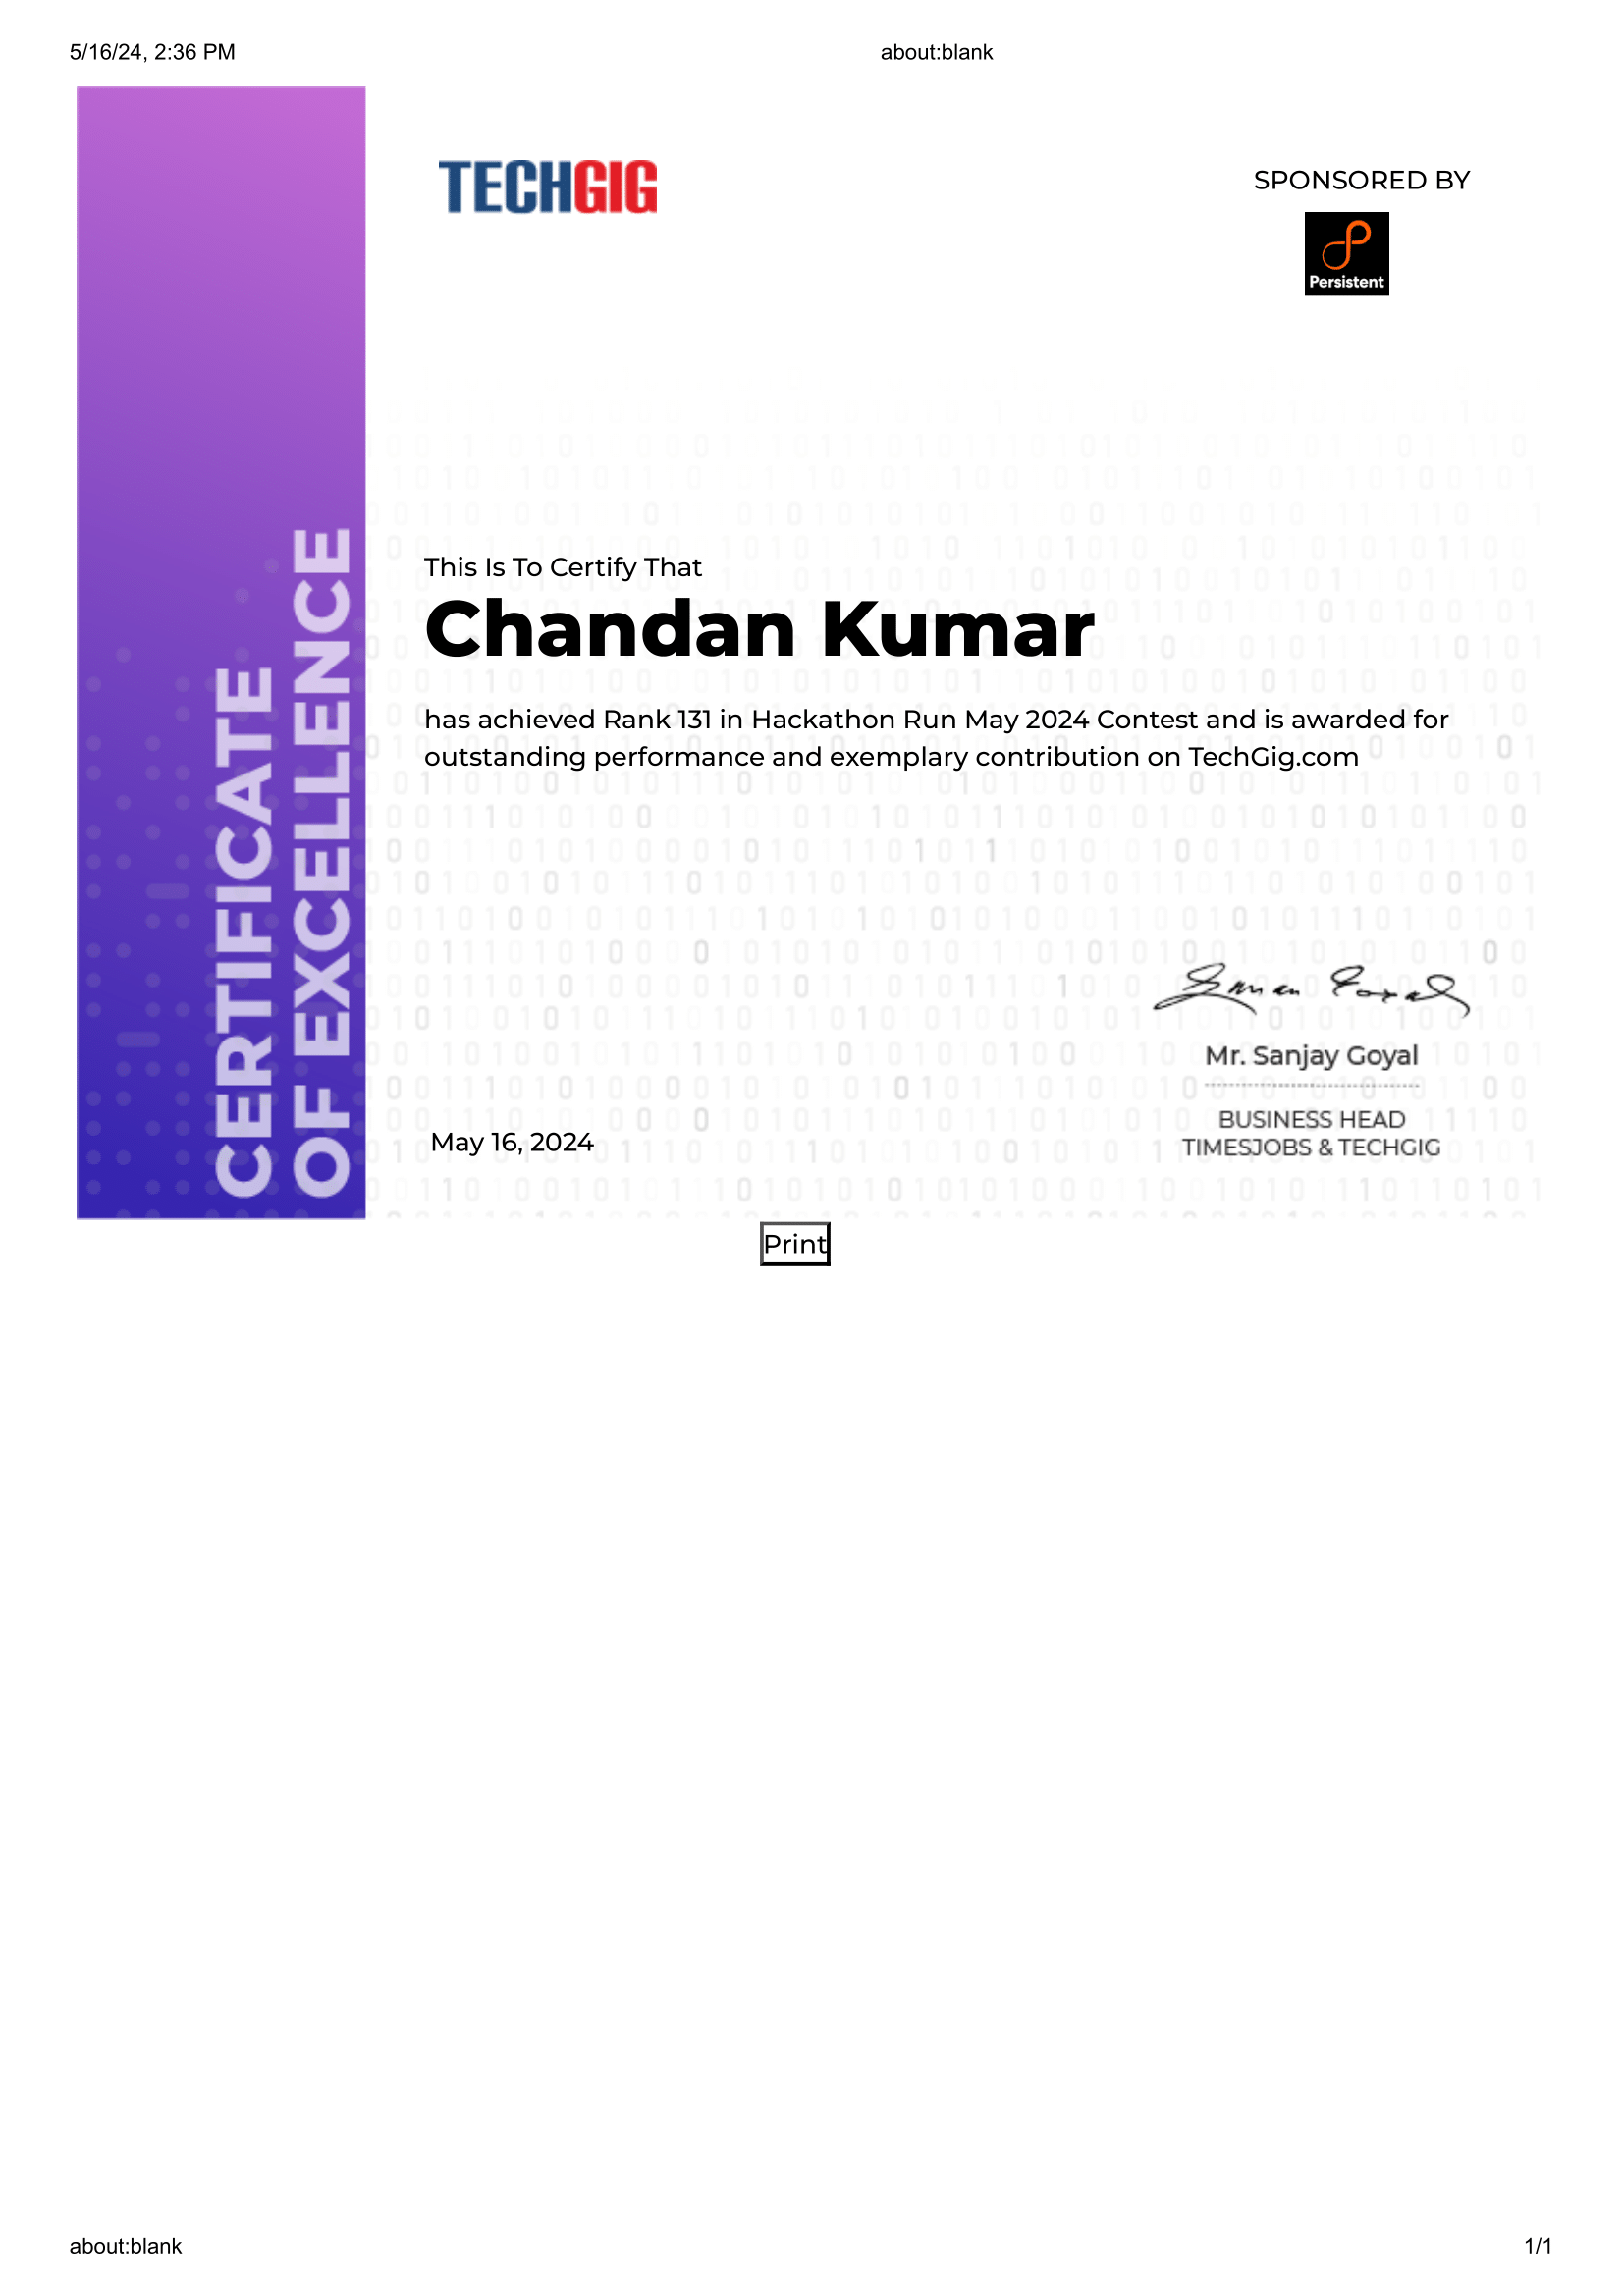 5/16/24, 2:36 PM
about:blank
TECHGIG
SPONSORED BY
Persistent
CERTIFICATE
OF EXCELLENCE
This Is To Certify That
Chandan Kumar
has achieved Rank 131 in Hackathon Run May 2024 Contest and is awarded for
outstanding performance and exemplary contribution on TechGig.com
Mr. Sanjay Goyal
BUSINESS HEAD
TIMESJOBS & TECHGIG
May 16, 2024
Print
about:blank
1/1